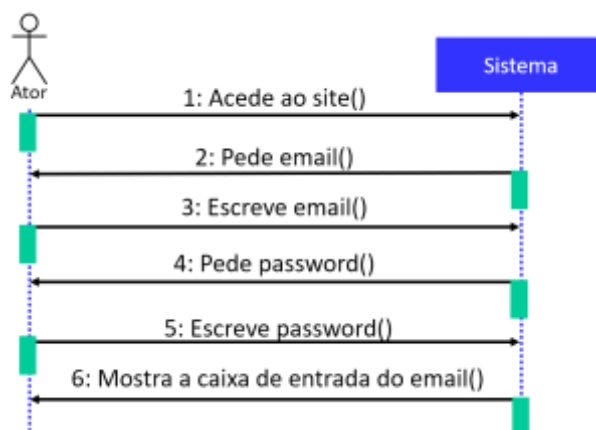 Ator
Sistema
1: Acede ao site()
2: Pede email()
3: Escreve email()
4: Pede password()
5: Escreve password()
6: Mostra a caixa de entrada do email()